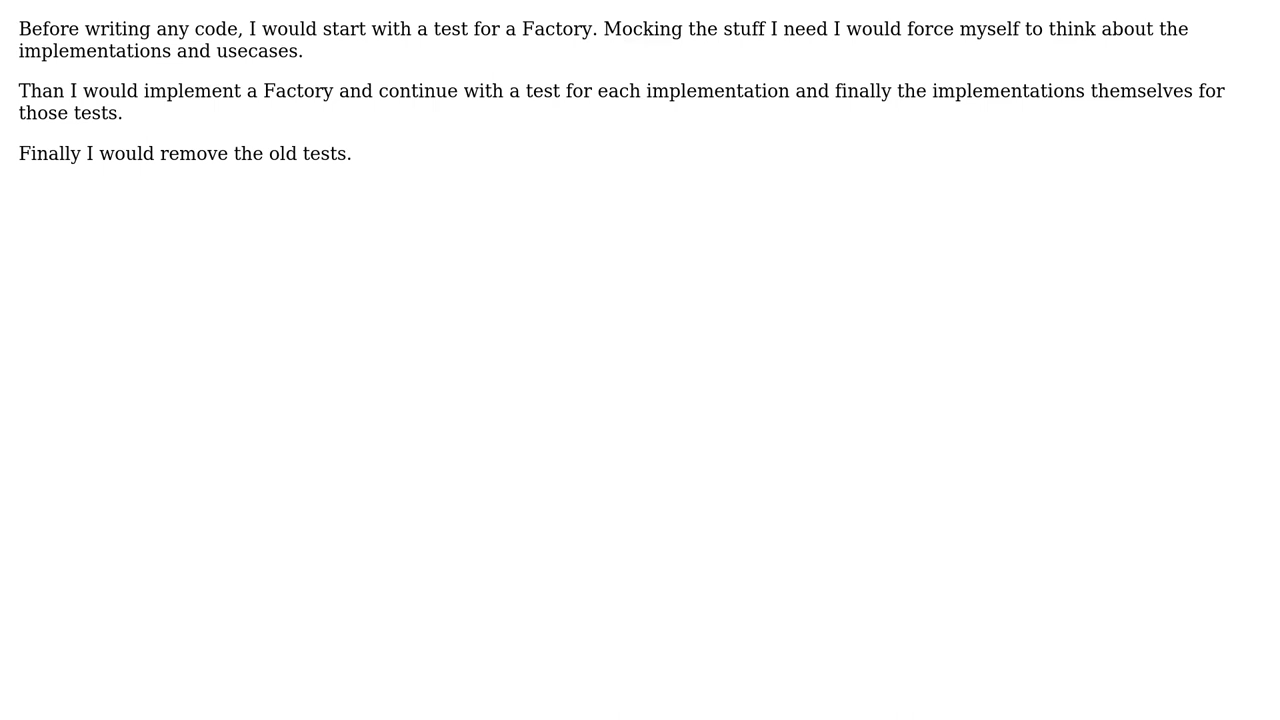 Before writing any code, I would start with a test for a Factory. Mocking the stuff I need I would force myself to think about the
implementations and usecases.
Than I would implement a Factory and continue with a test for each implementation and finally the implementations themselves for
those tests.
Finally I would remove the old tests.